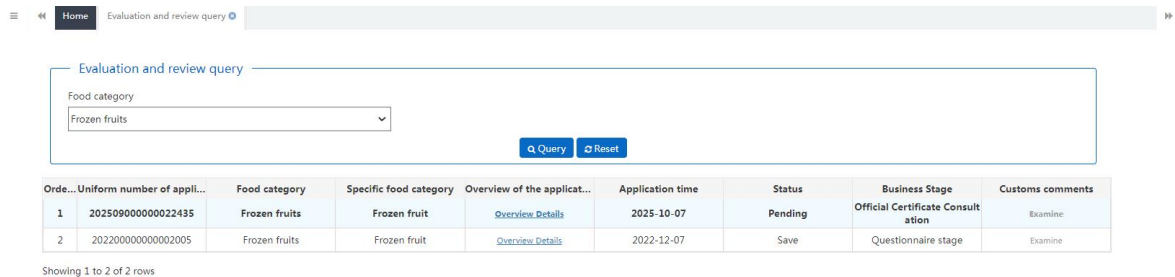 Home Evaluation and review query
Evaluation and review query
Food category
Frozen fruits
Query Reset
Orde... Uniform number of appli... Food category Specific food category Overview of the applicat... Application time Status Business Stage Customs comments
1 202509000000022435 Frozen fruits Frozen fruit Overview Details 2025-10-07 Pending Official Certificate Consult
ation Examine
2 202200000000002005 Frozen fruits Frozen fruit Overview Details 2022-12-07 Save Questionnaire stage Examine
Showing 1 to 2 of 2 rows